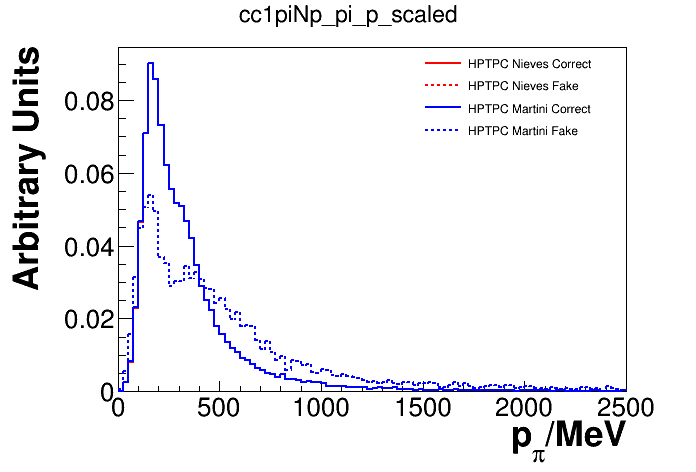 cc1piNp_pi_p_scaled
Arbitrary Units
0.08
0.06
0.04
0.02
0
HPTPC Nieves Correct
HPTPC Nieves Fake
HPTPC Martini Correct
HPTPC Martini Fake
0 500 1000 1500 2000 2500
p_π/MeV